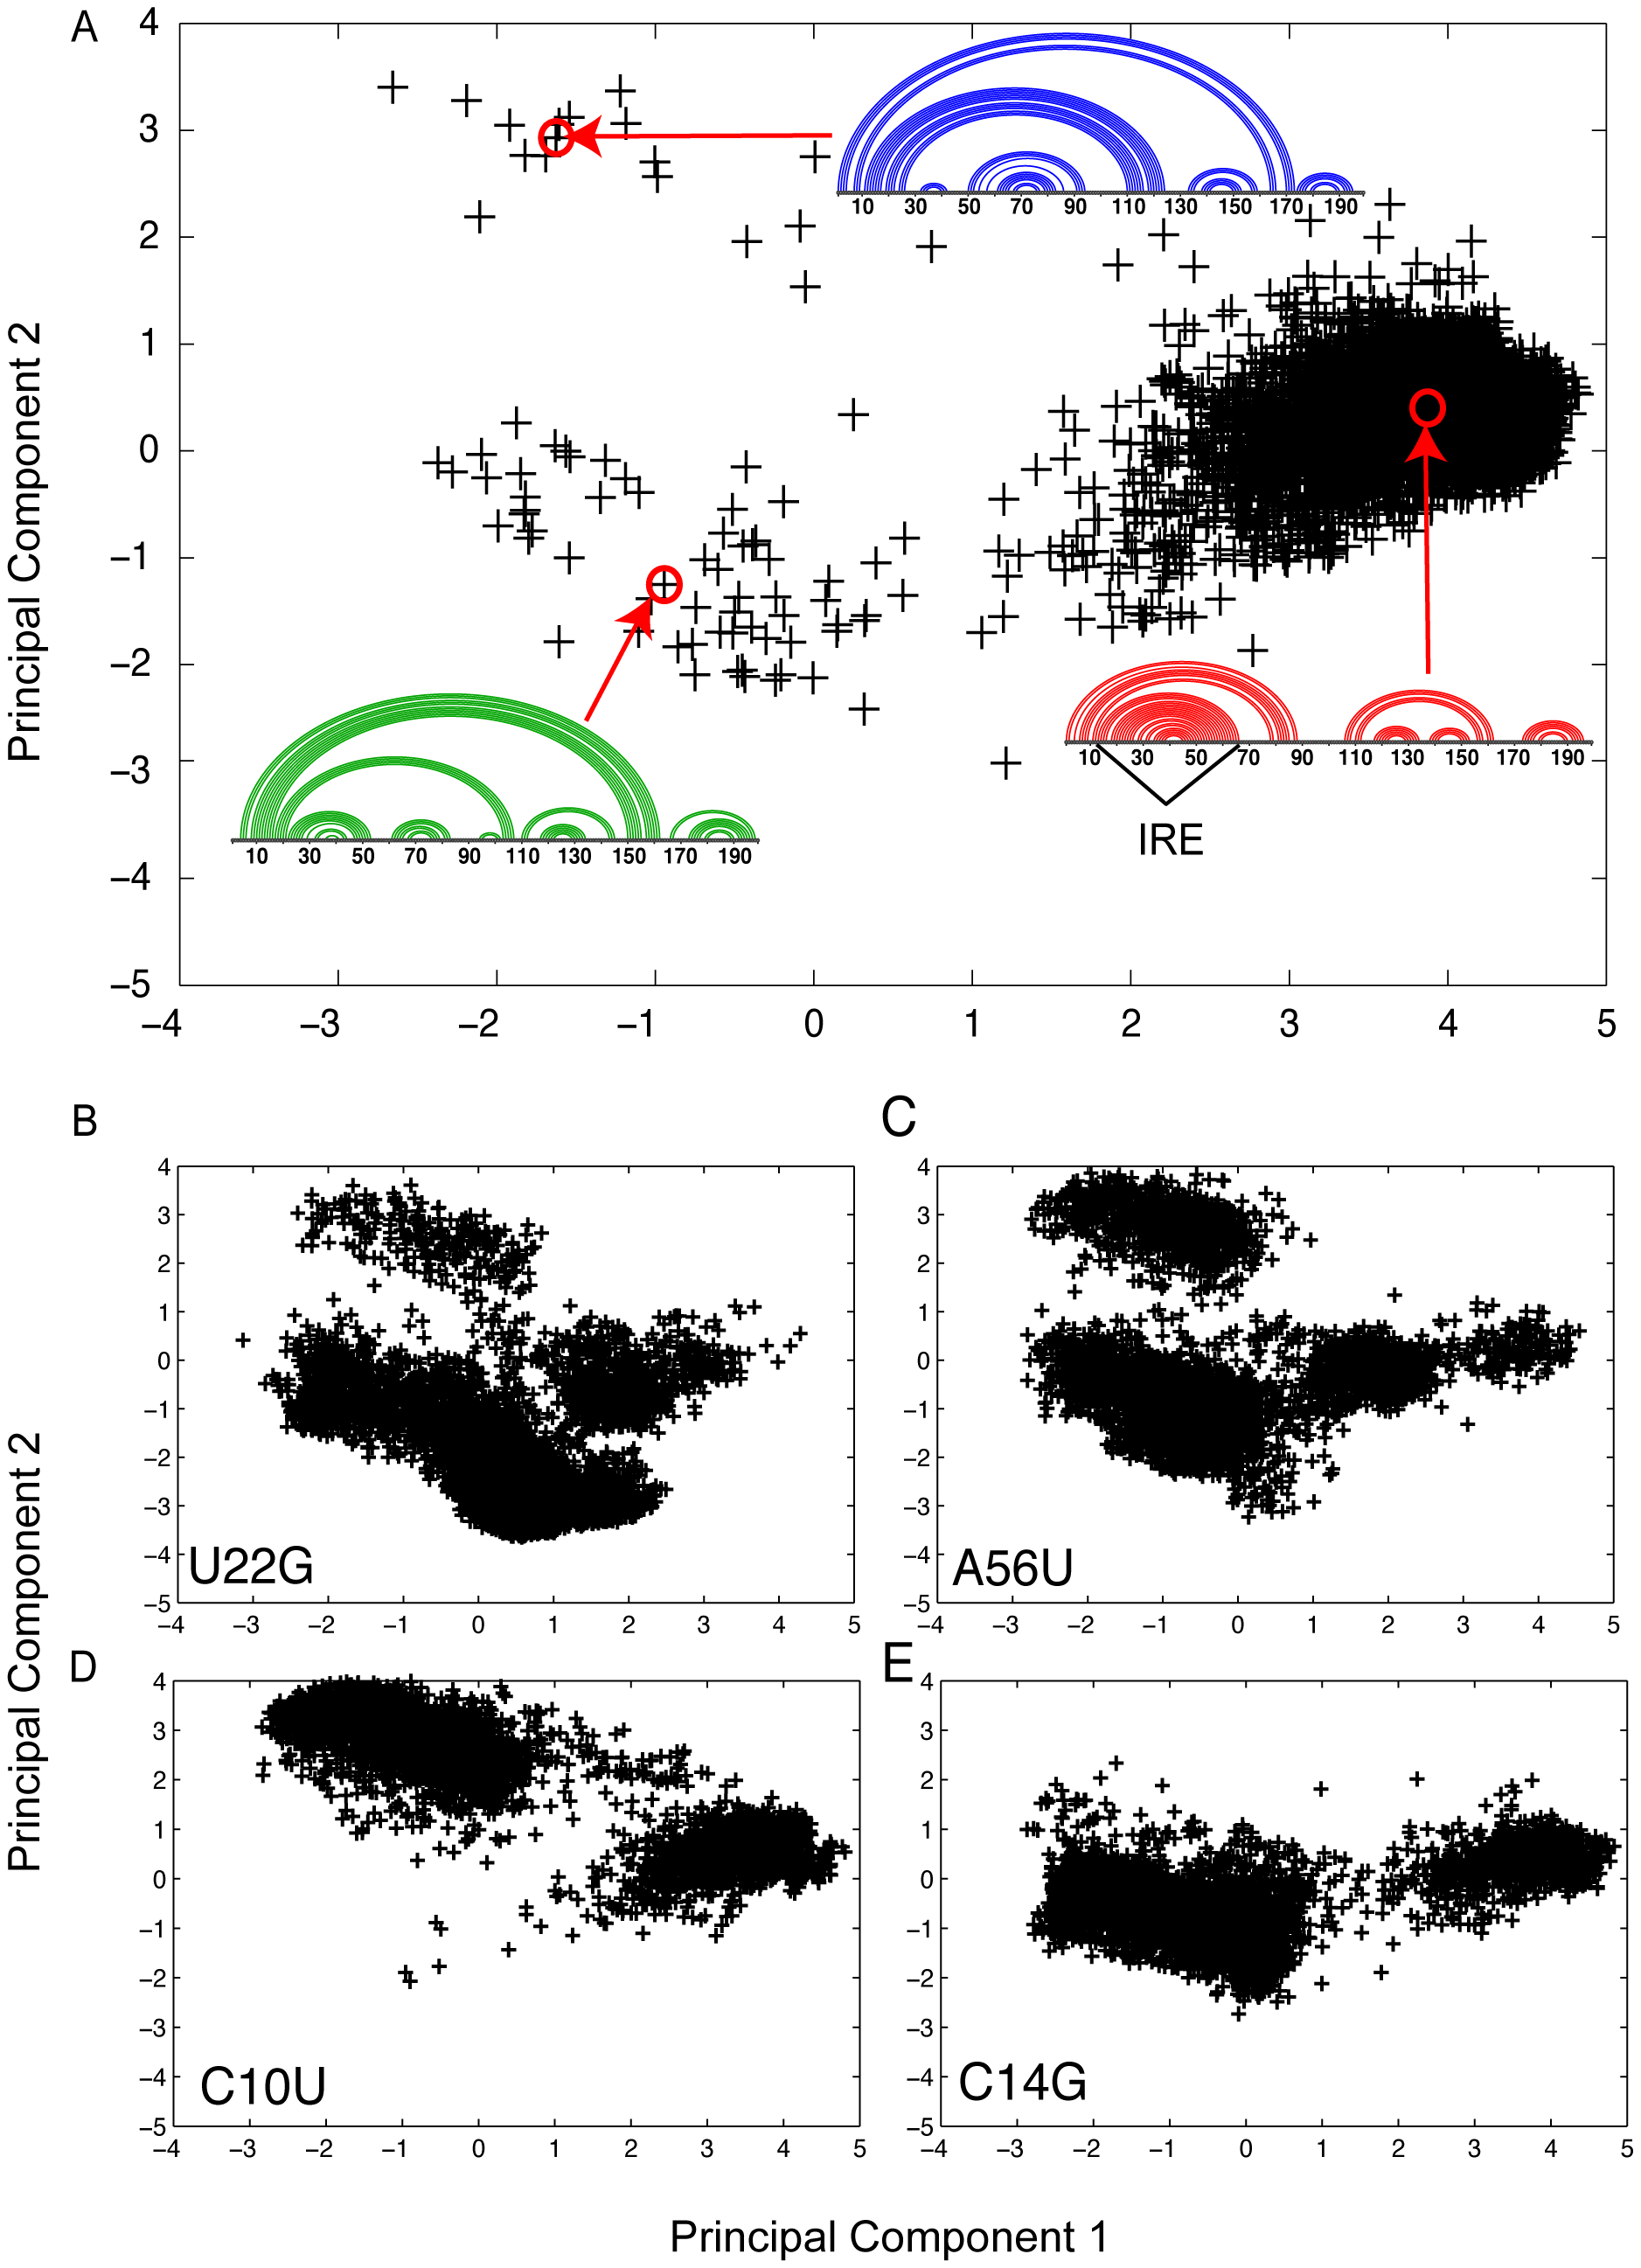 A
4
3
2
1
0
−1
−2
−3
−4
−5
−4 −3 −2 −1 0 1 2 3 4 5
Principal Component 2
10 30 50 70 90 110 130 150 170 190
10 30 50 70 90 110 130 150 170 190
IRE
10 30 50 70 90 110 130 150 170 190
B
4
3
2
1
0
−1
−2
−3
−4
−5
−4 −3 −2 −1 0 1 2 3 4 5
U22G
C
4
3
2
1
0
−1
−2
−3
−4
−5
−4 −3 −2 −1 0 1 2 3 4 5
A56U
D
4
3
2
1
0
−1
−2
−3
−4
−5
−4 −3 −2 −1 0 1 2 3 4 5
C10U
E
4
3
2
1
0
−1
−2
−3
−4
−5
−4 −3 −2 −1 0 1 2 3 4 5
C14G
Principal Component 2
Principal Component 1